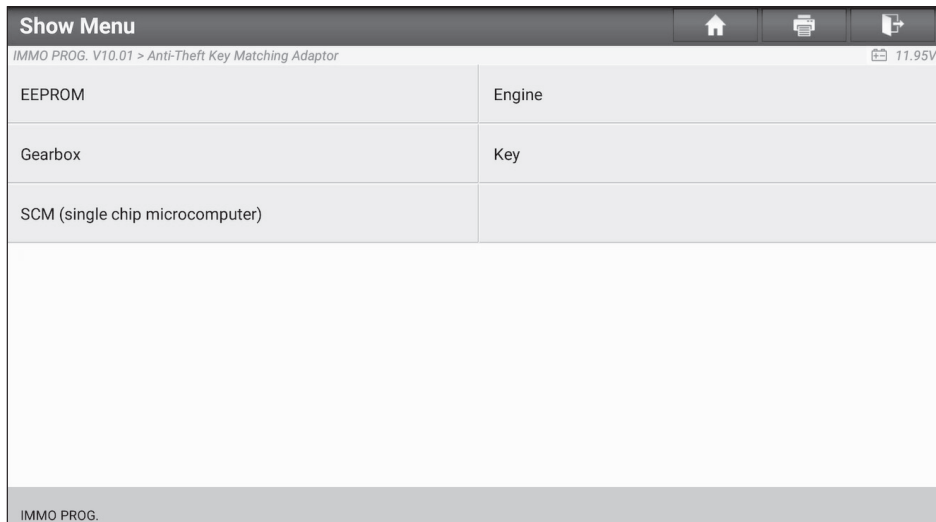 Show Menu
IMMO PROG. V10.01 > Anti-Theft Key Matching Adaptor
11.95V
EEPROM
Engine
Gearbox
Key
SCM (single chip microcomputer)
IMMO PROG.